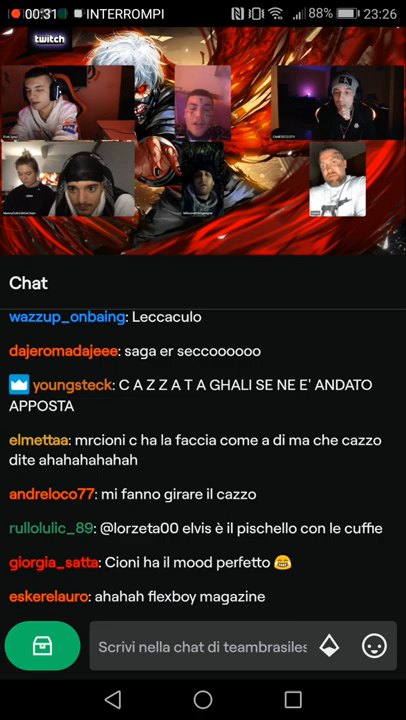 00:31 INTERROMPI 88% 23:26
twitch
Chat
wazzup_onbaing: Leccaculo
dajeromadajeee: saga er seccoooooo
youngsteck: C A Z Z A T A GHALI SE NE E' ANDATO
APPOSTA
elmettaa: mrcioni c ha la faccia come a di ma che cazzo
dite ahahahahahah
andreloco77: mi fanno girare il cazzo
rullolulic_89: @lorzeta00 elvis è il pischello con le cuffie
giorgia_satta: Cioni ha il mood perfetto 😂
eskerelauro: ahahah flexboy magazine
Scrivi nella chat di teambrasiles